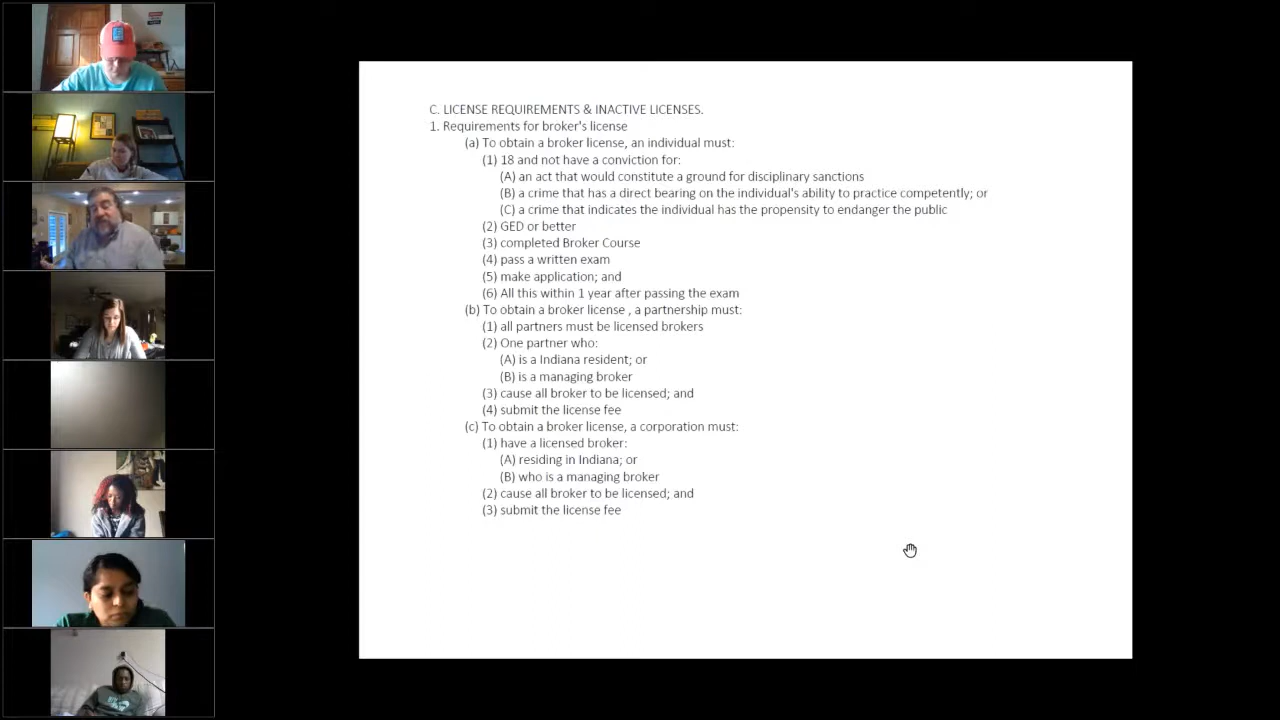 C. LICENSE REQUIREMENTS & INACTIVE LICENSES.
1. Requirements for broker's license
(a) To obtain a broker license, an individual must:
(1) 18 and not have a conviction for:
(A) an act that would constitute a ground for disciplinary sanctions
(B) a crime that has a direct bearing on the individual's ability to practice competently; or
(C) a crime that indicates the individual has the propensity to endanger the public
(2) GED or better
(3) completed Broker Course
(4) pass a written exam
(5) make application; and
(6) All this within 1 year after passing the exam
(b) To obtain a broker license , a partnership must:
(1) all partners must be licensed brokers
(2) One partner who:
(A) is a Indiana resident; or
(B) is a managing broker
(3) cause all broker to be licensed; and
(4) submit the license fee
(c) To obtain a broker license, a corporation must:
(1) have a licensed broker:
(A) residing in Indiana; or
(B) who is a managing broker
(2) cause all broker to be licensed; and
(3) submit the license fee